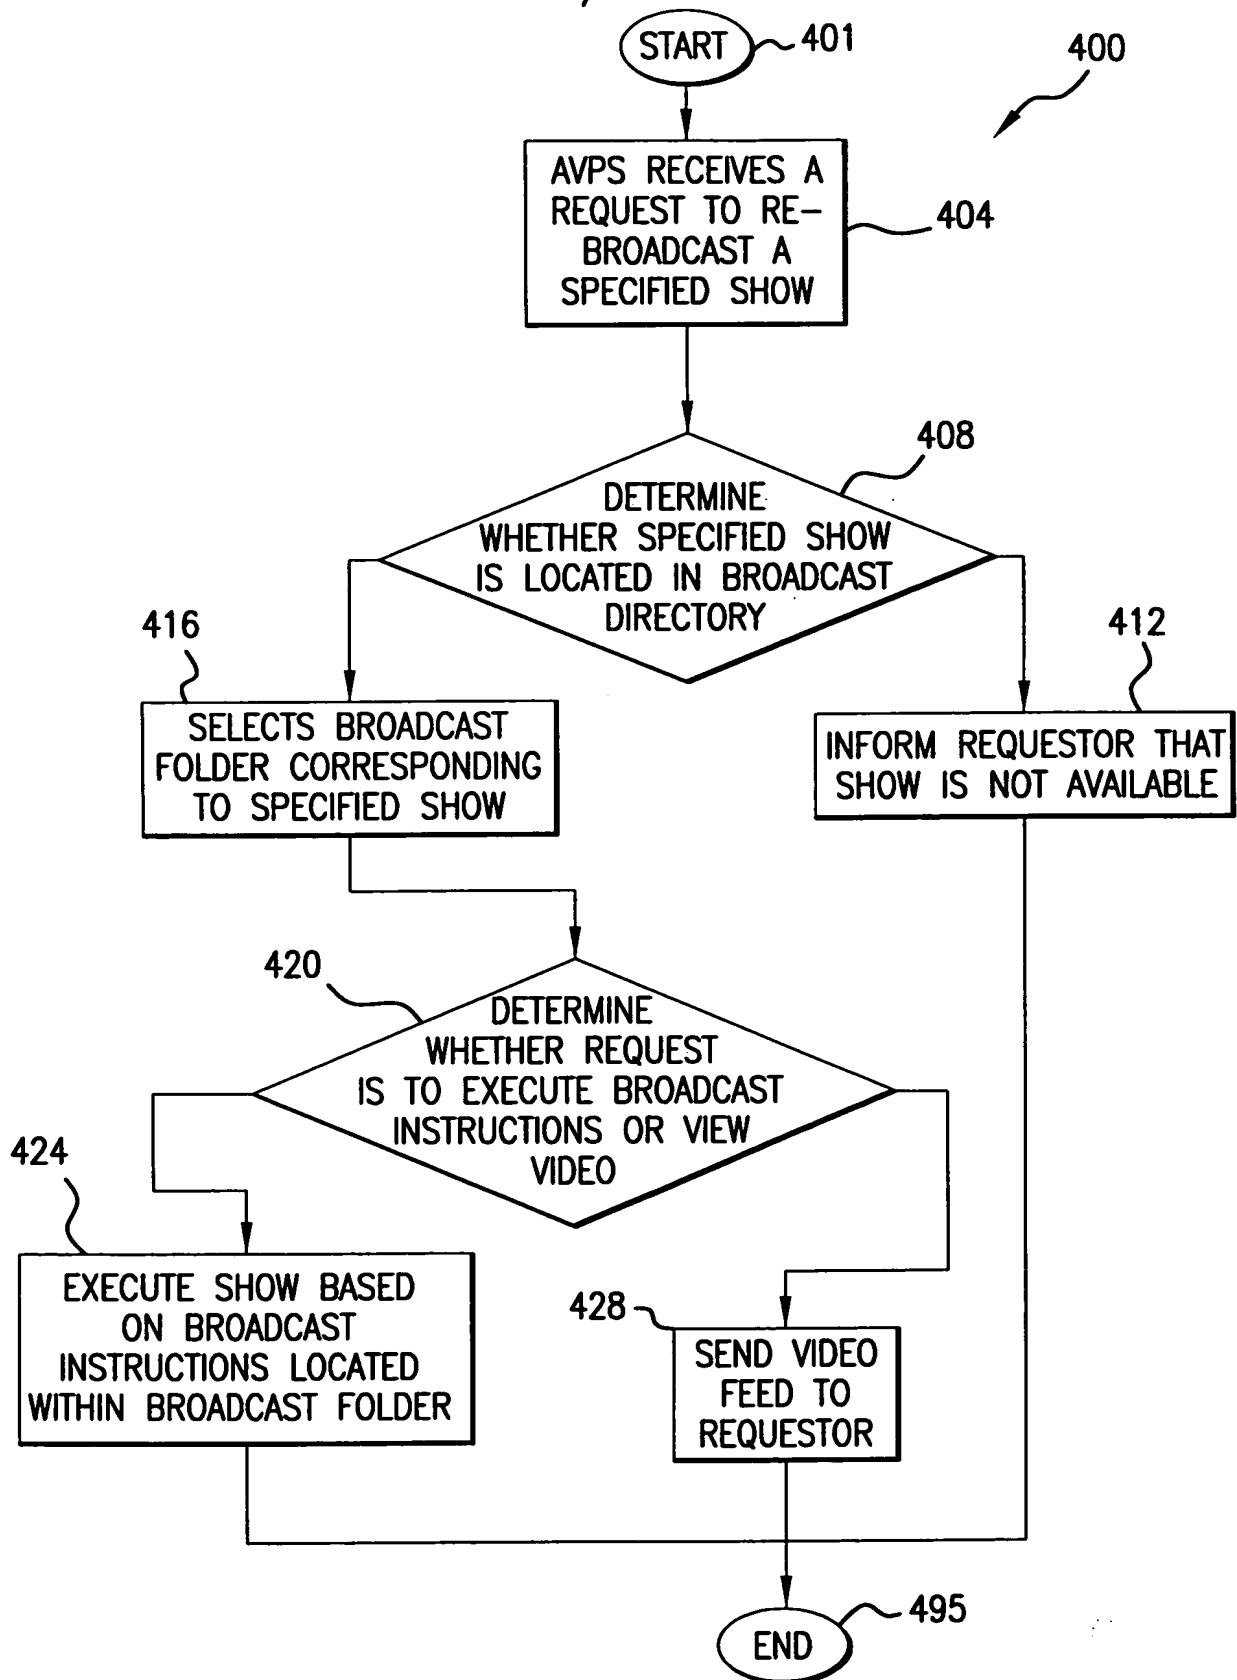 START
401
400
AVPS RECEIVES A
REQUEST TO RE-
BROADCAST A
SPECIFIED SHOW
404
408
DETERMINE
WHETHER SPECIFIED SHOW
IS LOCATED IN BROADCAST
DIRECTORY
416
412
SELECTS BROADCAST
FOLDER CORRESPONDING
TO SPECIFIED SHOW
INFORM REQUESTOR THAT
SHOW IS NOT AVAILABLE
420
DETERMINE
WHETHER REQUEST
IS TO EXECUTE BROADCAST
INSTRUCTIONS OR VIEW
VIDEO
424
EXECUTE SHOW BASED
ON BROADCAST
INSTRUCTIONS LOCATED
WITHIN BROADCAST FOLDER
428
SEND VIDEO
FEED TO
REQUESTOR
495
END